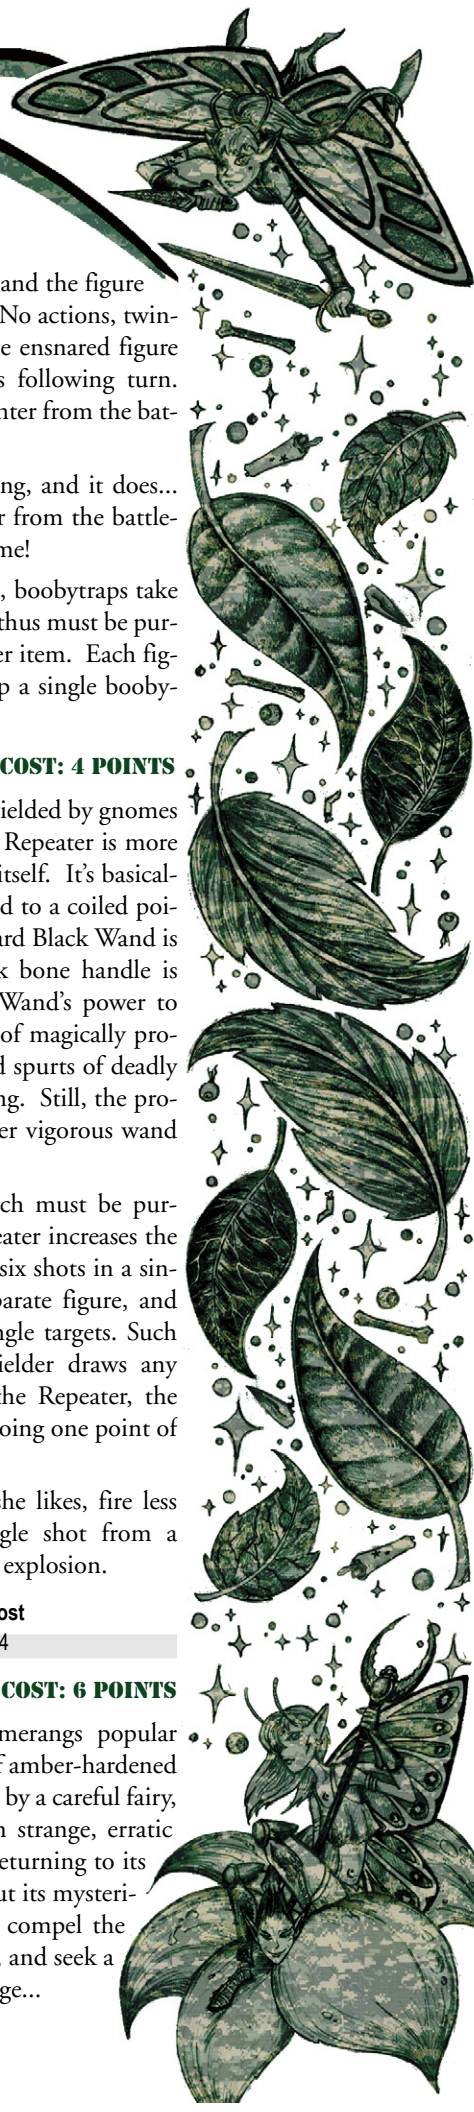 and the figure
No actions, twin-
e ensnared figure
s following turn.
nter from the bat-
ng, and it does...
r from the battle-
me!
, boobytraps take
thus must be pur-
er item. Each fig-
p a single booby-
COST: 4 POINTS
ielded by gnomes
Repeater is more
itself. It's basical-
d to a coiled poi-
ard Black Wand is
k bone handle is
Wand's power to
of magically pro-
d spurts of deadly
ng. Still, the pro-
er vigorous wand
ch must be pur-
eater increases the
six shots in a sin-
parate figure, and
ngle targets. Such
ielder draws any
the Repeater, the
oing one point of
she likes, fire less
gle shot from a
explosion.
ost
4
COST: 6 POINTS
merangs popular
f amber-hardened
by a careful fairy,
n strange, erratic
eturning to its
ut its mysteri-
compel the
, and seek a
ge...